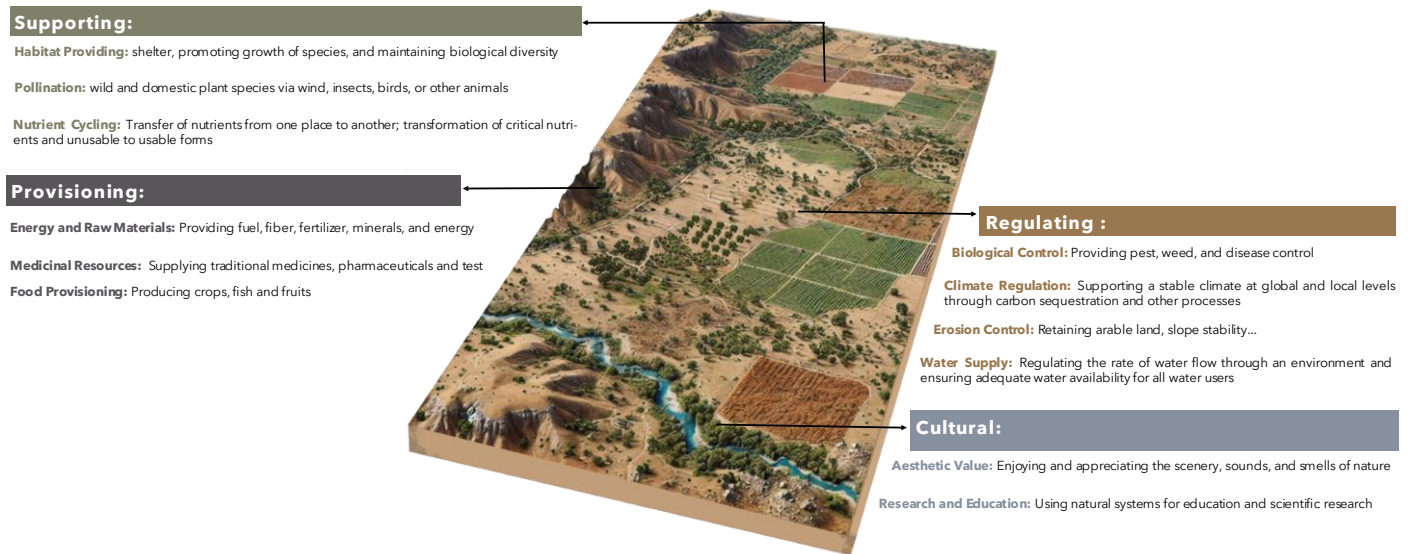 Supporting:
Habitat Providing: shelter, promoting growth of species, and maintaining biological diversity
Pollination: wild and domestic plant species via wind, insects, birds, or other animals
Nutrient Cycling: Transfer of nutrients from one place to another; transformation of critical nutri-
ents and unusable to usable forms
Provisioning:
Energy and Raw Materials: Providing fuel, fiber, fertilizer, minerals, and energy
Medicinal Resources: Supplying traditional medicines, pharmaceuticals and test
Food Provisioning: Producing crops, fish and fruits
Regulating :
Biological Control: Providing pest, weed, and disease control
Climate Regulation: Supporting a stable climate at global and local levels
through carbon sequestration and other processes
Erosion Control: Retaining arable land, slope stability...
Water Supply: Regulating the rate of water flow through an environment and
ensuring adequate water availability for all water users
Cultural:
Aesthetic Value: Enjoying and appreciating the scenery, sounds, and smells of nature
Research and Education: Using natural systems for education and scientific research